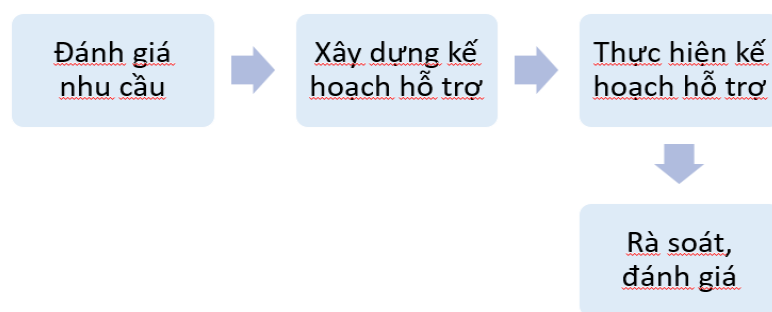 Đánh giá
nhu cầu
Xây dựng kế
hoạch hỗ trợ
Thực hiện kế
hoạch hỗ trợ
Rà soát,
đánh giá